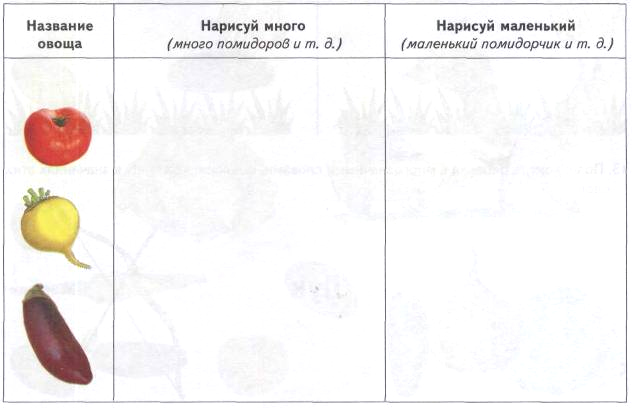 Название
овоща
Нарисуй много
(много помидоров и т. д.)
Нарисуй маленький
(маленький помидорчик и т. д.)